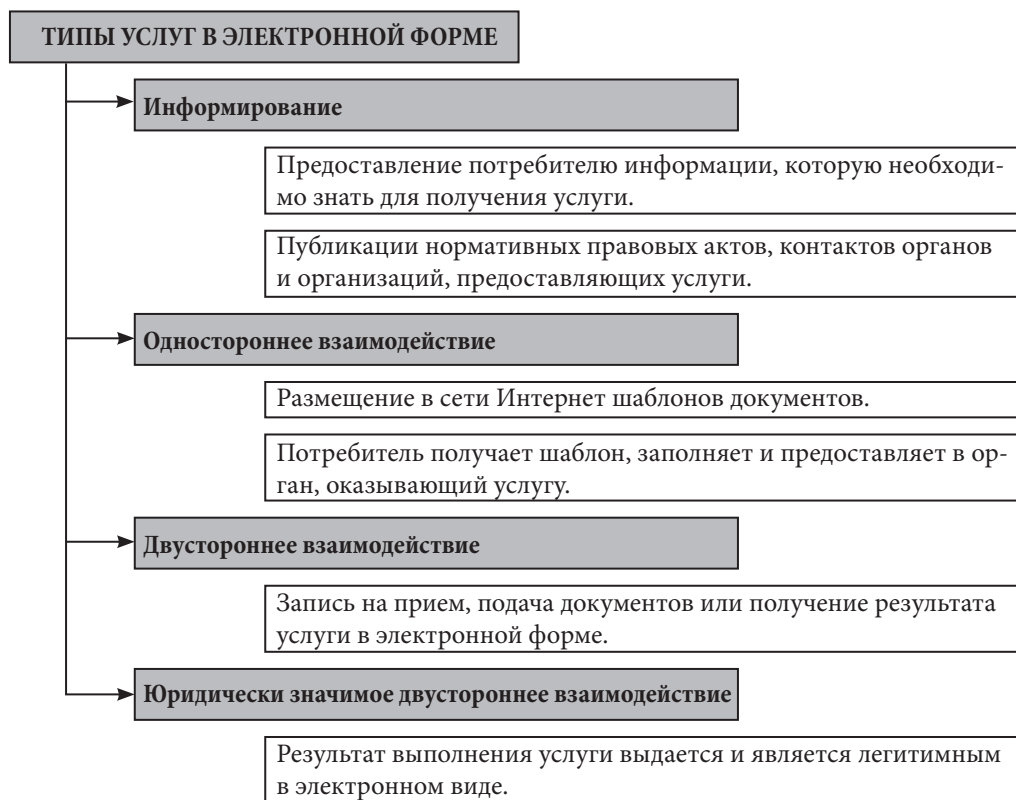 ТИПЫ УСЛУГ В ЭЛЕКТРОННОЙ ФОРМЕ
Информирование
Предоставление потребителю информации, которую необходи-
мо знать для получения услуги.
Публикации нормативных правовых актов, контактов органов
и организаций, предоставляющих услуги.
Одностороннее взаимодействие
Размещение в сети Интернет шаблонов документов.
Потребитель получает шаблон, заполняет и предоставляет в ор-
ган, оказывающий услугу.
Двустороннее взаимодействие
Запись на прием, подача документов или получение результата
услуги в электронной форме.
Юридически значимое двустороннее взаимодействие
Результат выполнения услуги выдается и является легитимным
в электронном виде.